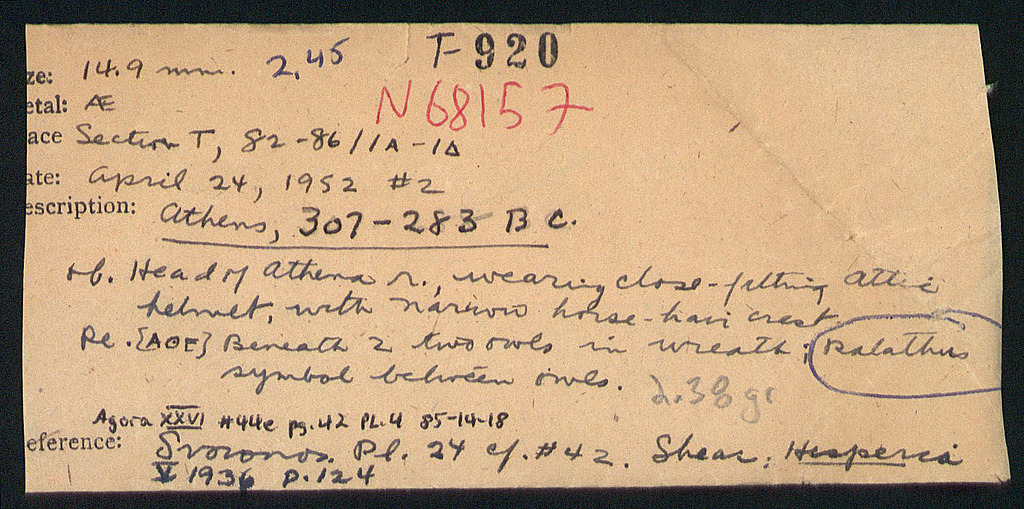 T-920
ze: 14.9 mm. 2.45
N68157
etal: Æ
ace Section T, 82-86/1A-1Δ
ate: April 24, 1952 #2
escription: Athens, 307-283 B C.
ob. Head of Athena r., wearing close-fitting Attic
helmet, with narrow horse-hair crest
Re. {AΘE} Beneath 2 two owls in wreath; Kalathus
symbol between owls. 2.38 gr
Agora XXVI #44e pg.42 PL.4 85-14-18
eference: Svoronos. Pl. 24 cf. #42. Shear: Hesperia
V 1936 p.124